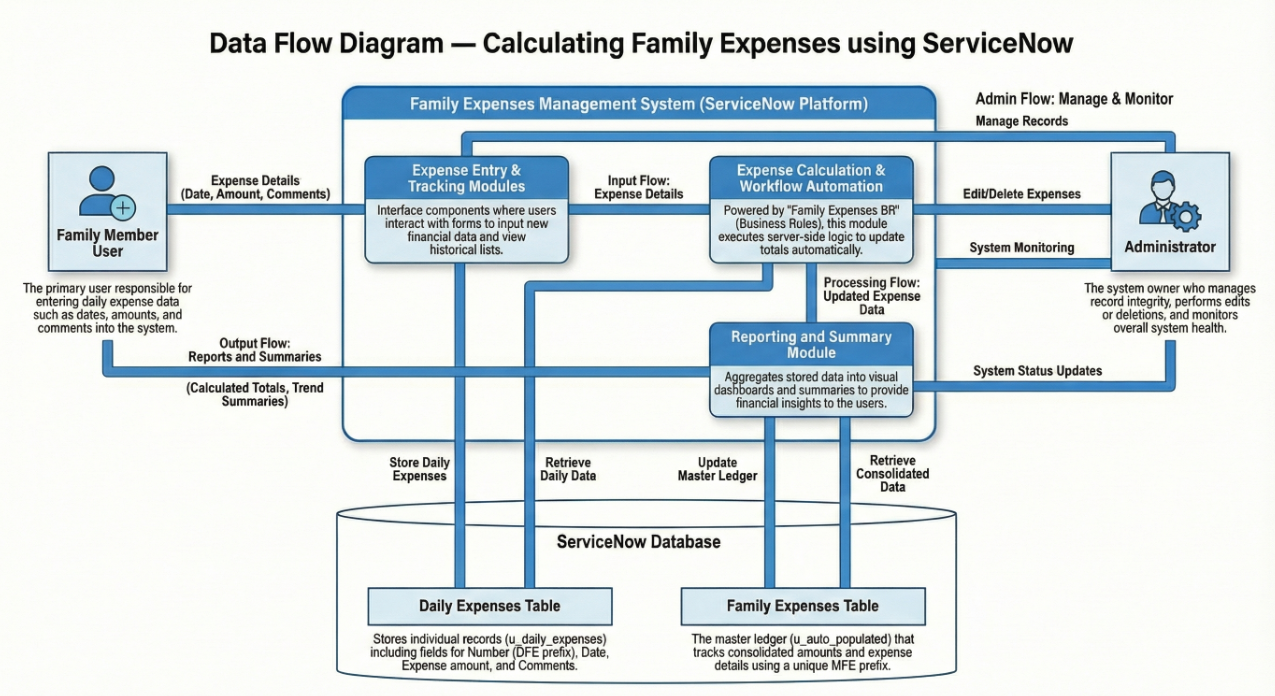 Data Flow Diagram — Calculating Family Expenses using ServiceNow
Family Expenses Management System (ServiceNow Platform)
Admin Flow: Manage & Monitor
Manage Records
Family Member
User
The primary user responsible for
entering daily expense data
such as dates, amounts, and
comments into the system.
Expense Details
(Date, Amount, Comments)
Expense Entry &
Tracking Modules
Interface components where users
interact with forms to input new
financial data and view
historical lists.
Input Flow:
Expense Details
Expense Calculation &
Workflow Automation
Powered by "Family Expenses BR"
(Business Roles), this module
executes server-side logic to update
totals automatically.
Edit/Delete Expenses
System Monitoring
Administrator
The system owner who manages
record integrity, performs edits
or deletions, and monitors
overall system health.
Processing Flow:
Updated Expense
Data
Output Flow:
Reports and Summaries
(Calculated Totals, Trend
Summaries)
Reporting and Summary
Module
Aggregates stored data into visual
dashboards and summaries to provide
financial insights to the users.
System Status Updates
Store Daily
Expenses
Retrieve
Daily Data
Update
Master Ledger
Retrieve
Consolidated
Data
ServiceNow Database
Daily Expenses Table
Stores individual records (u_daily_expenses)
including fields for Number (DFE prefix), Date,
Expense amount, and Comments.
Family Expenses Table
The master ledger (u_auto_populated) that
tracks consolidated amounts and expense
details using a unique MFE prefix.